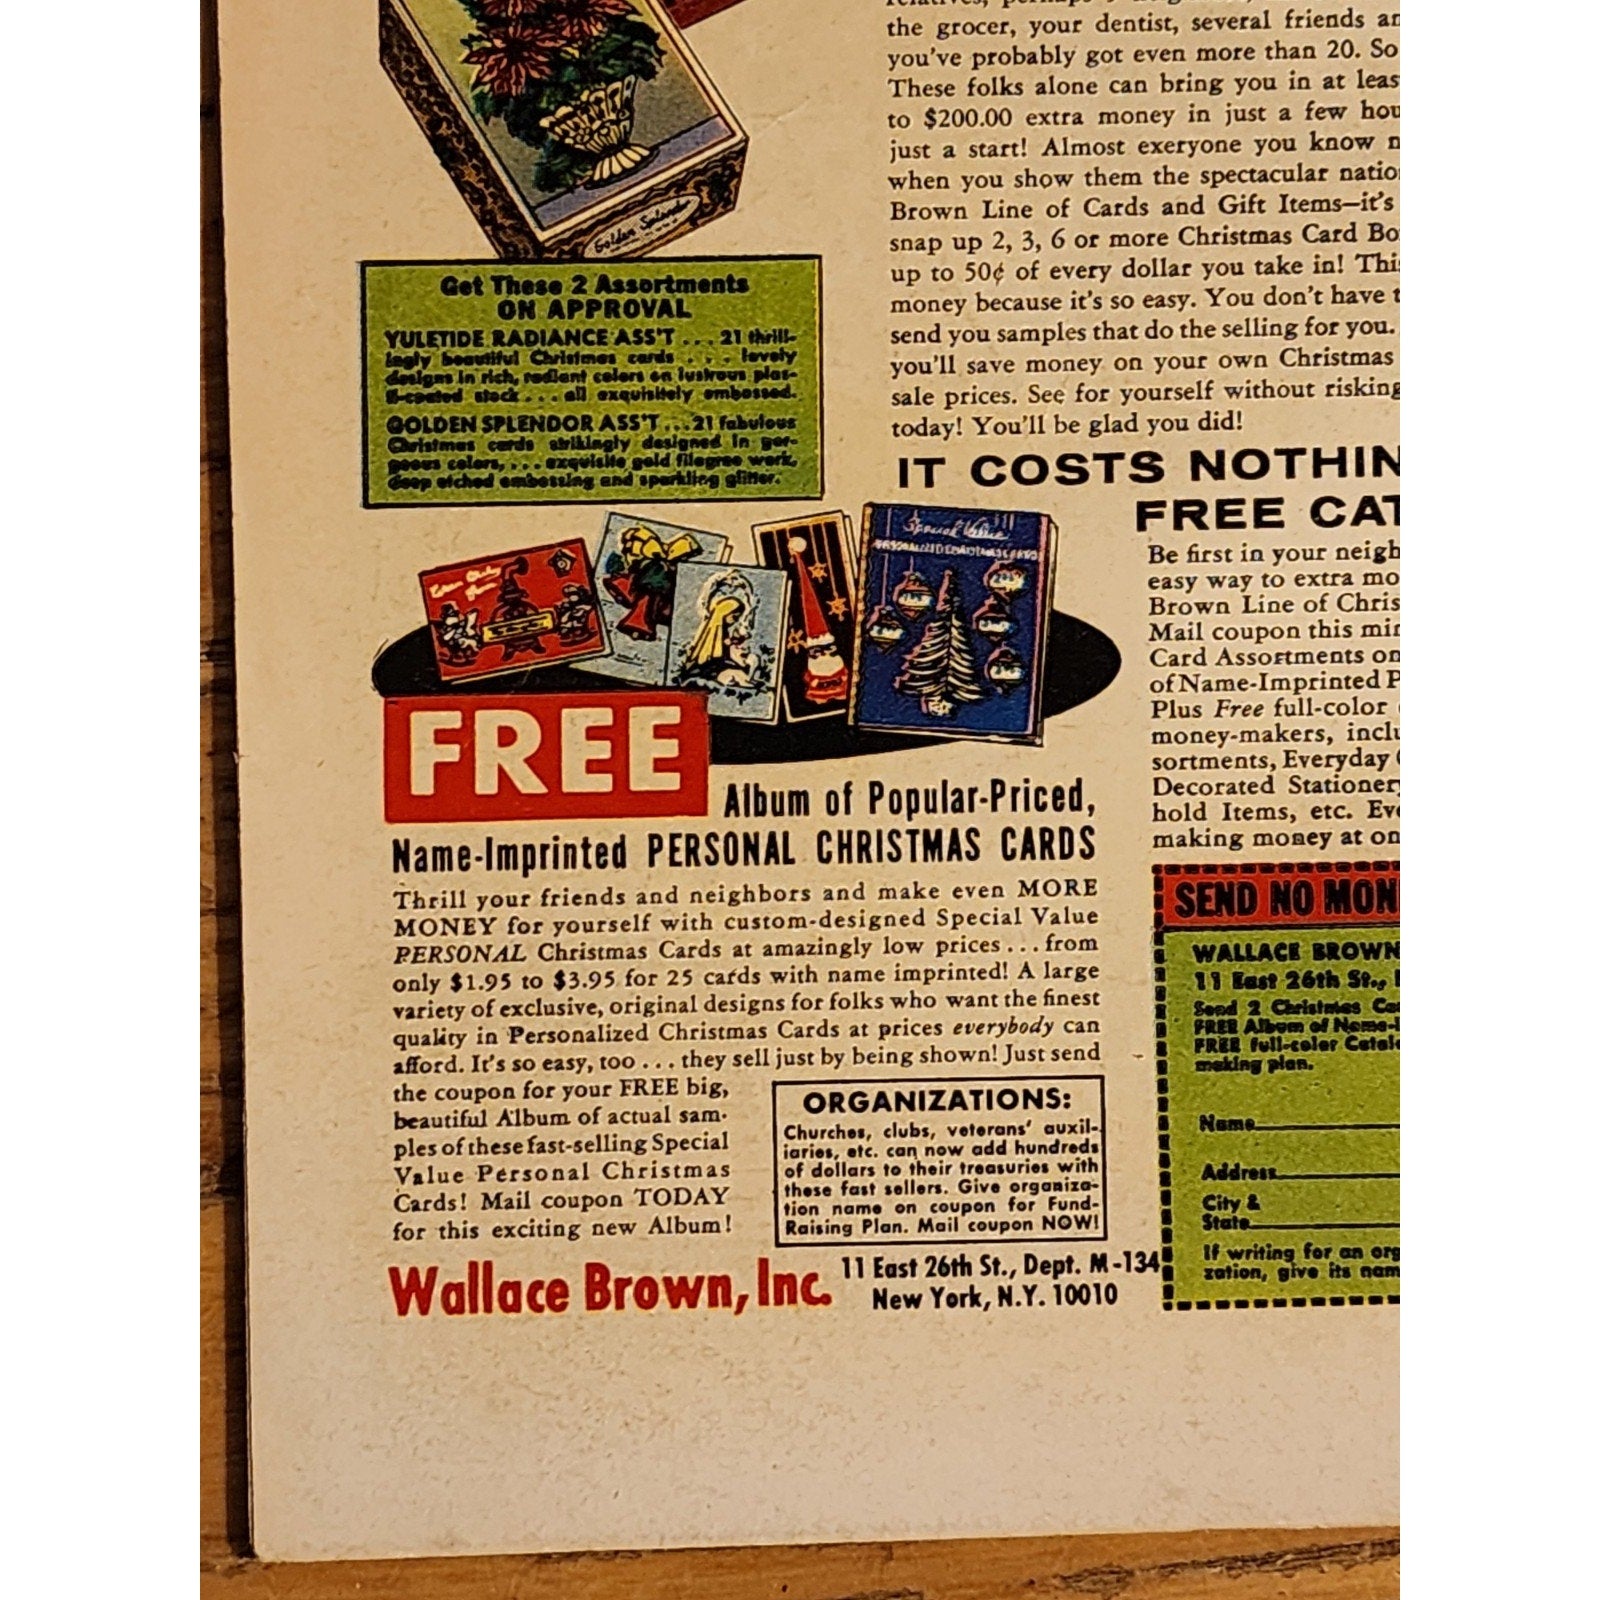 relatives, perhaps
the grocer, your dentist, several friends
you've probably got even more than 20. So
These folks alone can bring you in at
to $200.00 extra money in just a few
just a start! Almost exeryone you know
when you show them the spectacular
Brown Line of Cards and Gift Items—it's
snap up 2, 3, 6 or more Christmas Card
up to 50¢ of every dollar you take in!
money because it's so easy. You don't have
send you samples that do the selling for you.
you'll save money on your own Christmas
sale prices. See for yourself without risking
today! You'll be glad you did!
Golden Splendor
Get These 2 Assortments
ON APPROVAL
YULETIDE RADIANCE ASS'T . . . 21 thrill-
ingly beautiful Christmas cards . . . lovely
designs in rich, radiant colors on lustrous plas-
ti-coated stock . . . all exquisitely embossed.
GOLDEN SPLENDOR ASS'T . . . 21 fabulous
Christmas cards strikingly designed in gor-
geous colors, . . . exquisite gold filagree work,
deep etched embossing and sparkling glitter.
IT COSTS NOTHIN
FREE CAT
Be first in your neigh
easy way to extra mo
Brown Line of Chris
Mail coupon this
Card Assortments on
of Name-Imprinted P
Plus Free full-color
money-makers, inclu
sortments, Everyday
Decorated Stationery
hold Items, etc. Ev
making money at on
Special Value
PERSONALIZED CHRISTMAS CARDS
FREE
Album of Popular-Priced,
Name-Imprinted PERSONAL CHRISTMAS CARDS
Thrill your friends and neighbors and make even MORE
MONEY for yourself with custom-designed Special Value
PERSONAL Christmas Cards at amazingly low prices . . . from
only $1.95 to $3.95 for 25 cards with name imprinted! A large
variety of exclusive, original designs for folks who want the finest
quality in Personalized Christmas Cards at prices everybody can
afford. It's so easy, too . . . they sell just by being shown! Just send
the coupon for your FREE big,
beautiful Album of actual sam-
ples of these fast-selling Special
Value Personal Christmas
Cards! Mail coupon TODAY
for this exciting new Album!
ORGANIZATIONS:
Churches, clubs, veterans' auxil-
iaries, etc. can now add hundreds
of dollars to their treasuries with
these fast sellers. Give organiza-
tion name on coupon for Fund-
Raising Plan. Mail coupon NOW!
Wallace Brown, Inc.
11 East 26th St., Dept. M-134
New York, N.Y. 10010
SEND NO MON
WALLACE BROWN
11 East 26th St.,
Send 2 Christmas Ca
FREE Album of Name-I
FREE full-color Catal
making plan.
Name
Address
City &
State
If writing for an org
zation, give its nam